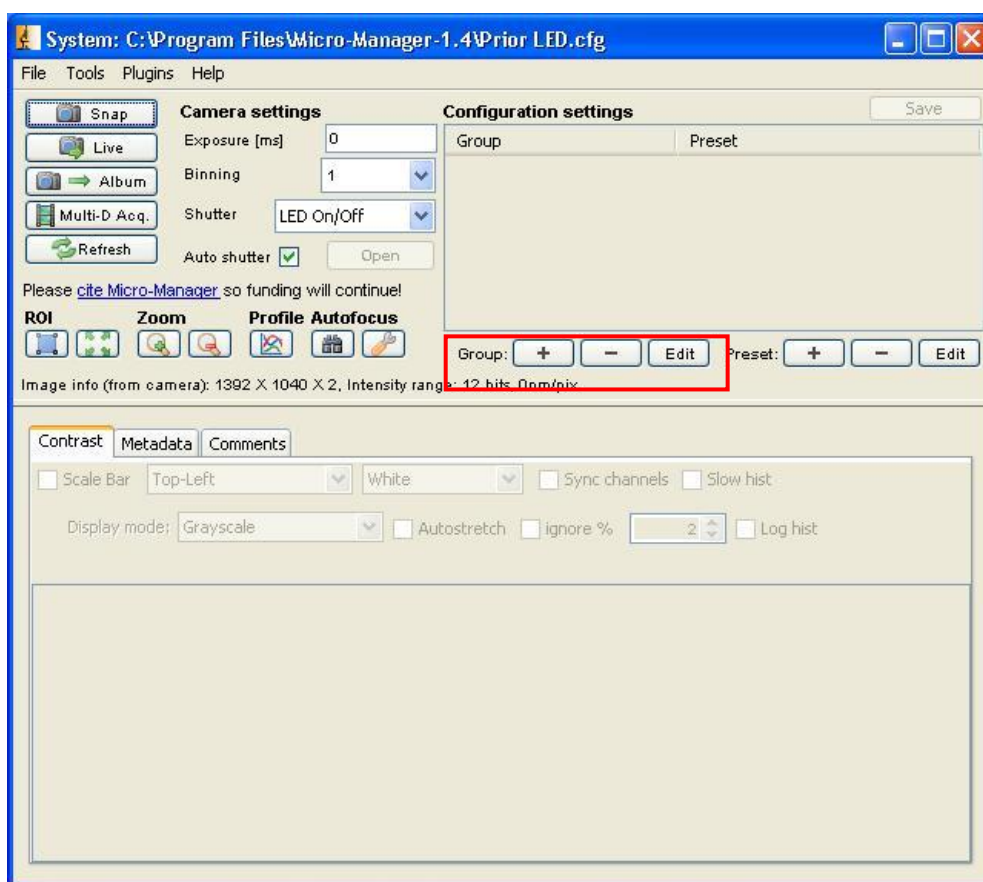 System: C:\Program Files\Micro-Manager-1.4\Prior LED.cfg
File Tools Plugins Help
Snap
Live
Album
Multi-D Acq.
Refresh
Camera settings
Exposure [ms] 0
Binning 1
Shutter LED On/Off
Auto shutter Open
Please cite Micro-Manager so funding will continue!
ROI Zoom Profile Autofocus
Configuration settings Save
Group Preset
Group: + - Edit Preset: + - Edit
Image info (from camera): 1392 X 1040 X 2, Intensity range: 12 bits, 0nm/pix
Contrast Metadata Comments
Scale Bar Top-Left White Sync channels Slow hist
Display mode: Grayscale Autostretch ignore % 2 Log hist